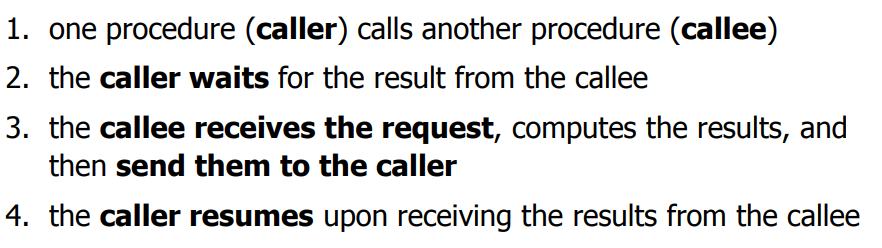 1. one procedure (caller) calls another procedure (callee)
2. the caller waits for the result from the callee
3. the callee receives the request, computes the results, and
then send them to the caller
4. the caller resumes upon receiving the results from the callee